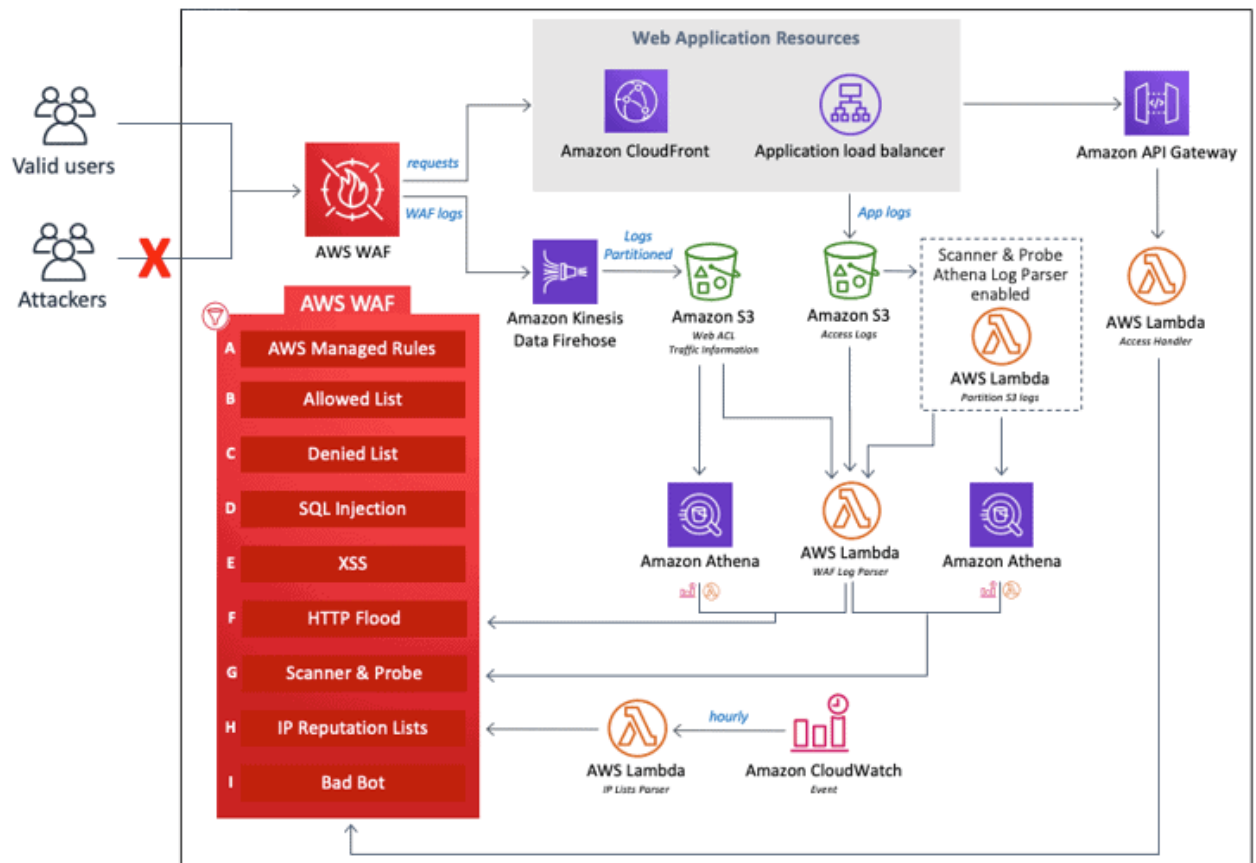 Web Application Resources
Amazon CloudFront
Application load balancer
Amazon API Gateway
Valid users
Attackers
X
requests
WAF logs
AWS WAF
Logs
Partitioned
App logs
Amazon Kinesis
Data Firehose
Amazon S3
Web ACL
Traffic Information
Amazon S3
Access Logs
Scanner & Probe
Athena Log Parser
enabled
AWS Lambda
Partition S3 logs
AWS Lambda
Access Handler
AWS WAF
A
AWS Managed Rules
B
Allowed List
C
Denied List
D
SQL Injection
E
XSS
F
HTTP Flood
G
Scanner & Probe
H
IP Reputation Lists
I
Bad Bot
Amazon Athena
AWS Lambda
WAF Log Parser
Amazon Athena
hourly
AWS Lambda
IP Lists Parser
Amazon CloudWatch
Event